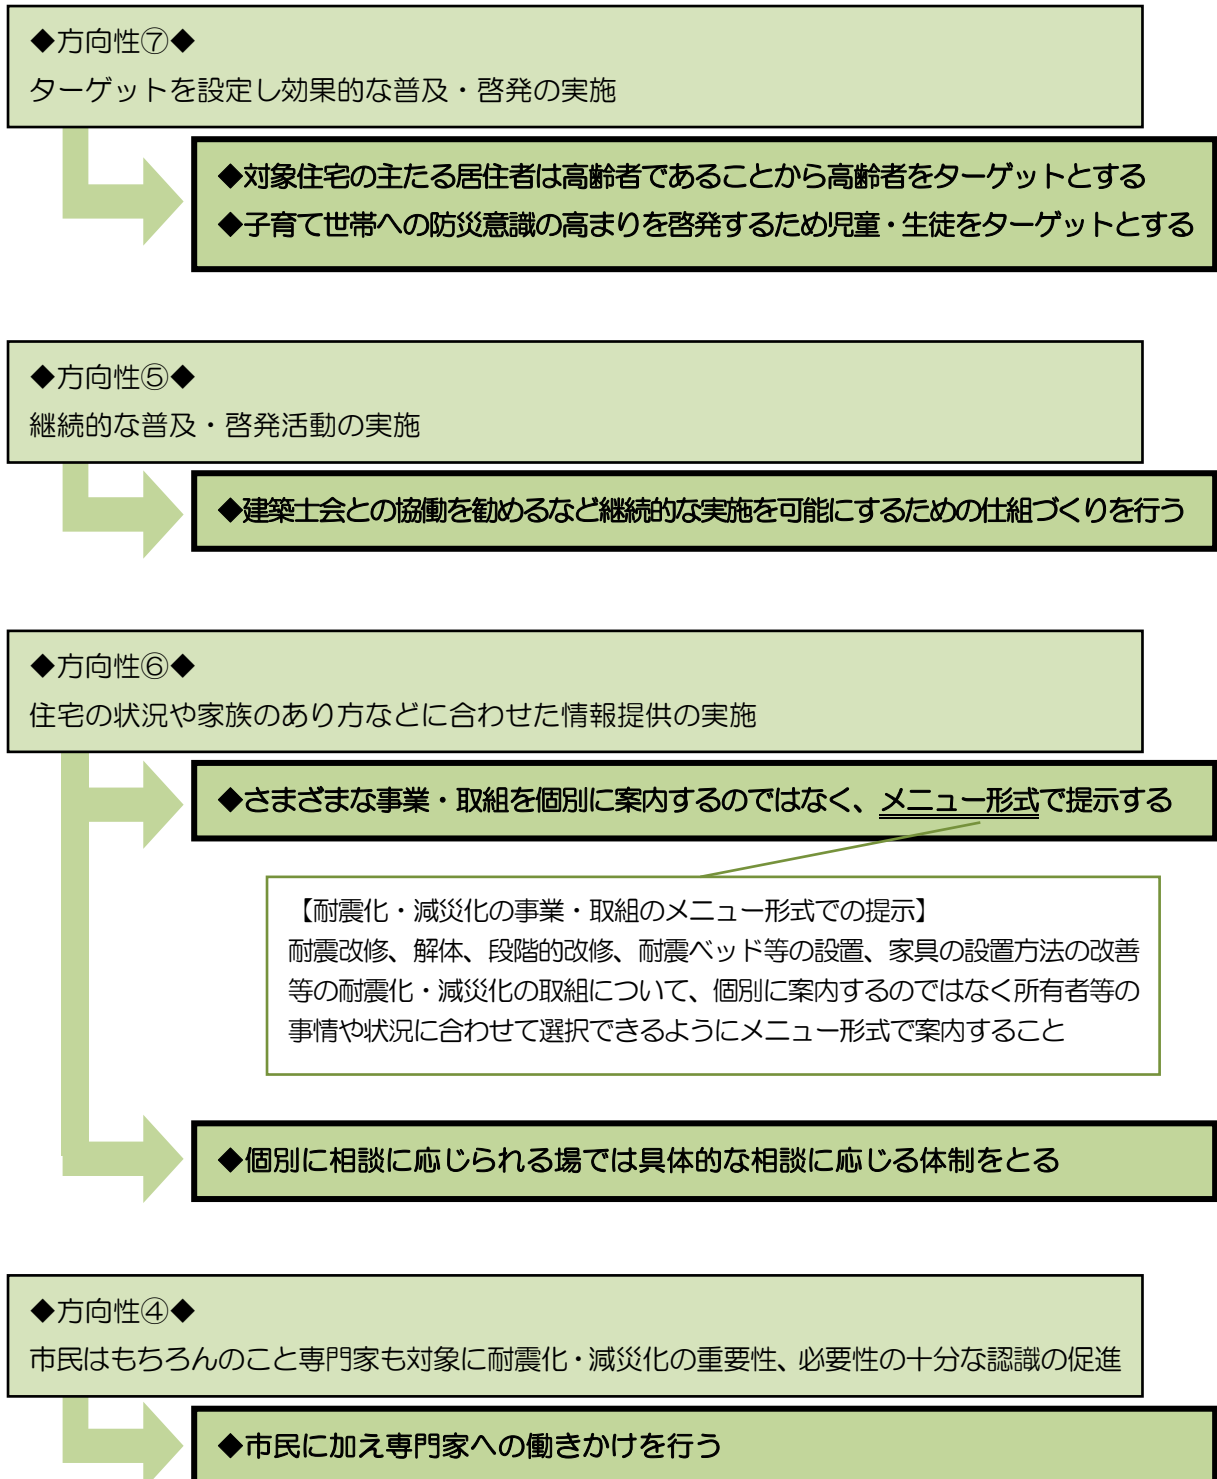 ◆方向性⑦◆
ターゲットを設定し効果的な普及・啓発の実施
◆対象住宅の主たる居住者は高齢者であることから高齢者をターゲットとする
◆子育て世帯への防災意識の高まりを啓発するため児童・生徒をターゲットとする
◆方向性⑤◆
継続的な普及・啓発活動の実施
◆建築士会との協働を勧めるなど継続的な実施を可能にするための仕組づくりを行う
◆方向性⑥◆
住宅の状況や家族のあり方などに合わせた情報提供の実施
◆さまざまな事業・取組を個別に案内するのではなく、メニュー形式で提示する
【耐震化・減災化の事業・取組のメニュー形式での提示】
耐震改修、解体、段階的改修、耐震ベッド等の設置、家具の設置方法の改善
等の耐震化・減災化の取組について、個別に案内するのではなく所有者等の
事情や状況に合わせて選択できるようにメニュー形式で案内すること
◆個別に相談に応じられる場では具体的な相談に応じる体制をとる
◆方向性④◆
市民はもちろんのこと専門家も対象に耐震化・減災化の重要性、必要性の十分な認識の促進
◆市民に加え専門家への働きかけを行う